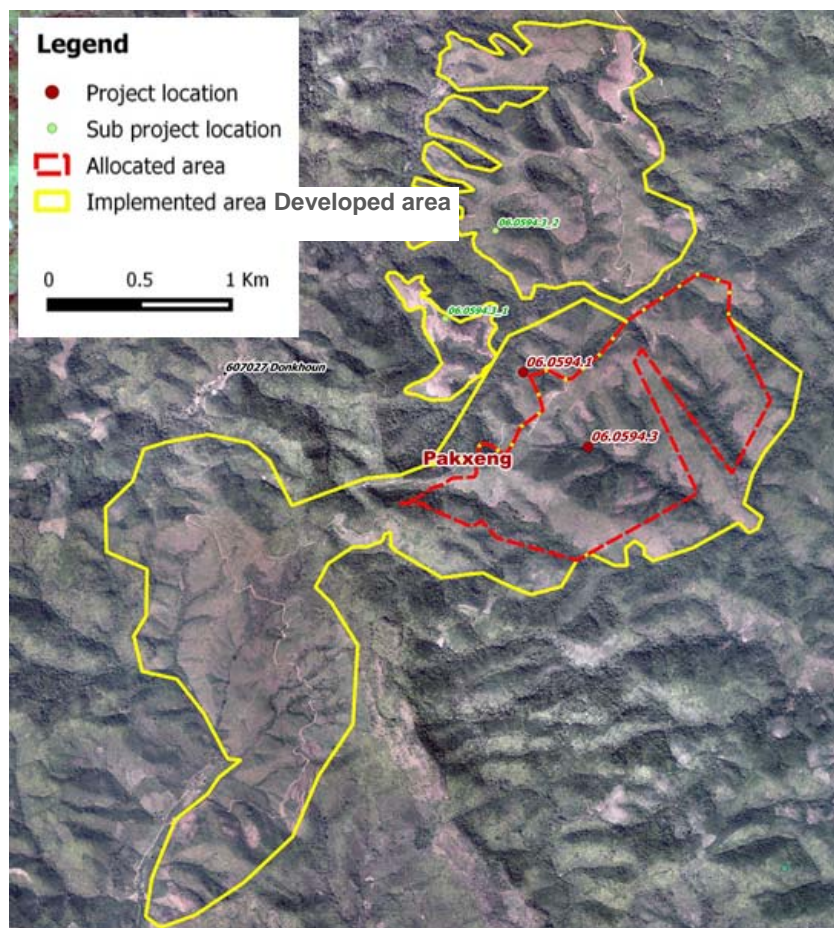 Legend
Project location
Sub project location
Allocated area
Implemented area Developed area
0 0.5 1 Km
06.0594.3_2
06.0594.3_1
607027 Donkhoun
06.0594.1
06.0594.3
Pakxeng